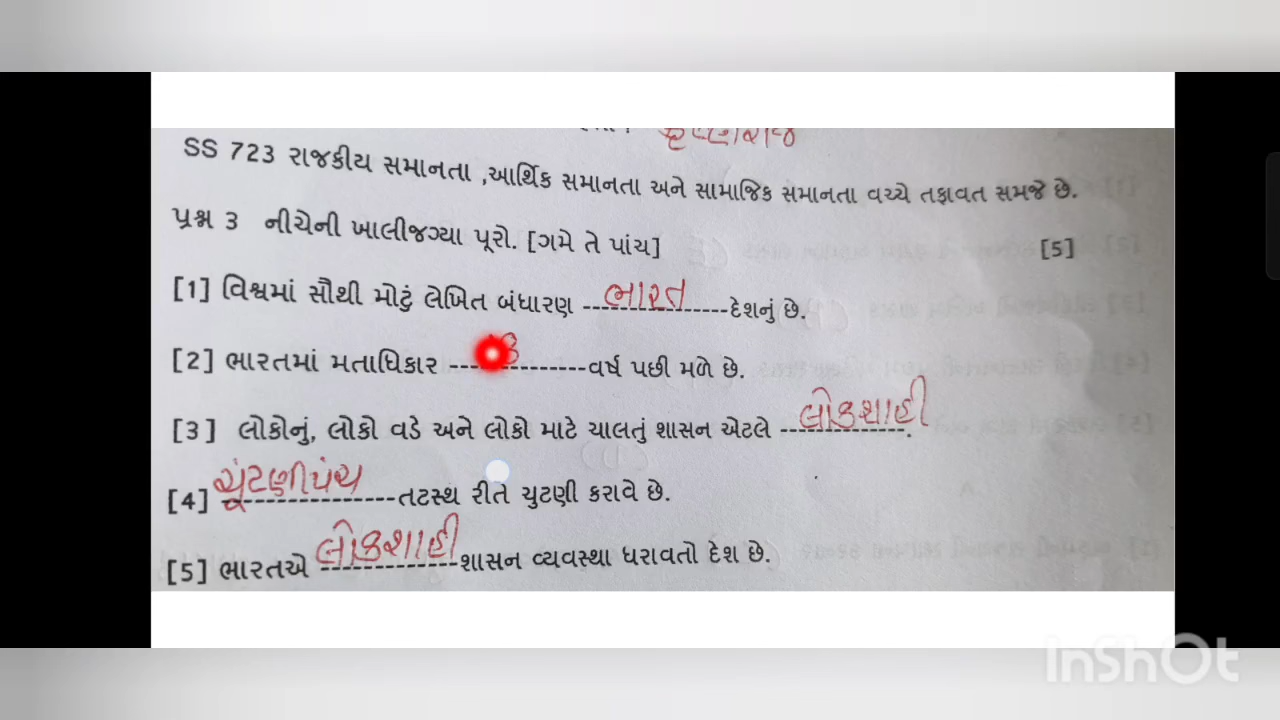 SS 723 રાજકીય સમાનતા ,આર્થિક સમાનતા અને સામાજિક સમાનતા વચ્ચે તફાવત સમજે છે.
પ્રશ્ન 3 નીચેની ખાલીજગ્યા પૂરો. [ગમે તે પાંચ] [5]
[1] વિશ્વમાં સૌથી મોટું લેખિત બંધારણ ---ભારત--- દેશનું છે.
[2] ભારતમાં મતાધિકાર --------------વર્ષ પછી મળે છે.
[3] લોકોનું, લોકો વડે અને લોકો માટે ચાલતું શાસન એટલે લોકશાહી.
[4] ચૂંટણીપંચ તટસ્થ રીતે ચુટણી કરાવે છે.
[5] ભારતએ લોકશાહી શાસન વ્યવસ્થા ધરાવતો દેશ છે.
InShOt